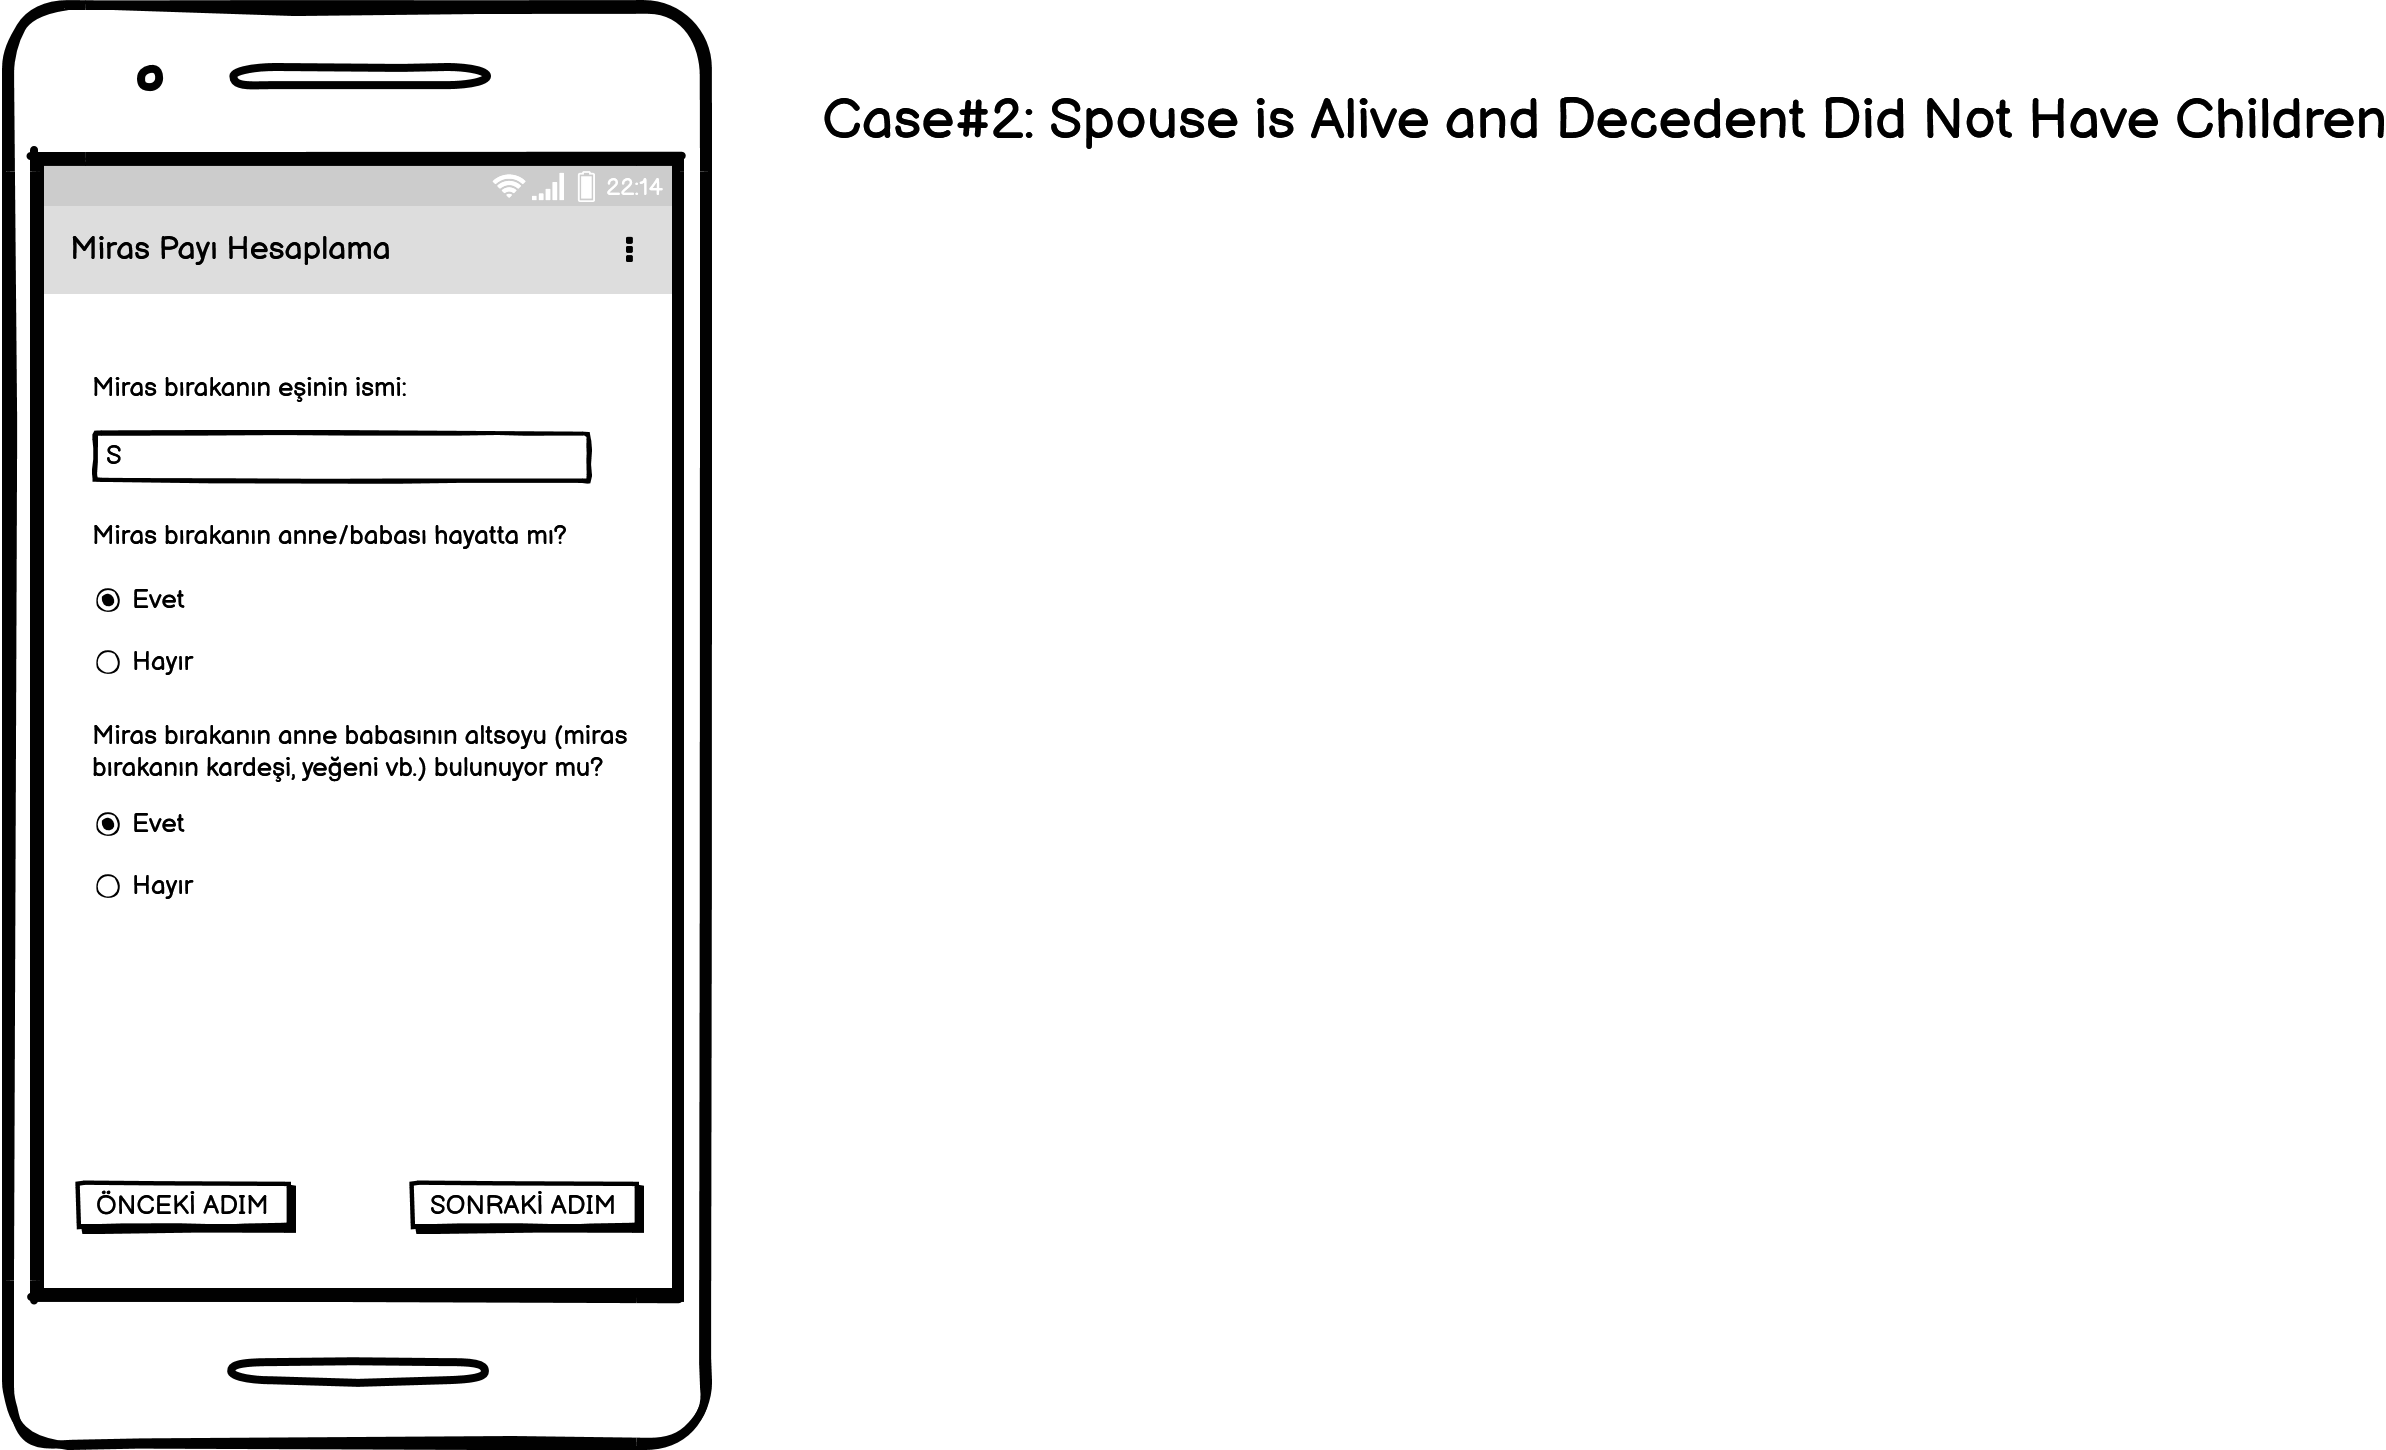 Case#2: Spouse is Alive and Decedent Did Not Have Children
22:14
Miras Payı Hesaplama
Miras bırakanın eşinin ismi:
S
Miras bırakanın anne/babası hayatta mı?
Evet
Hayır
Miras bırakanın anne babasının altsoyu (miras
bırakanın kardeşi, yeğeni vb.) bulunuyor mu?
Evet
Hayır
ÖNCEKİ ADIM
SONRAKİ ADIM